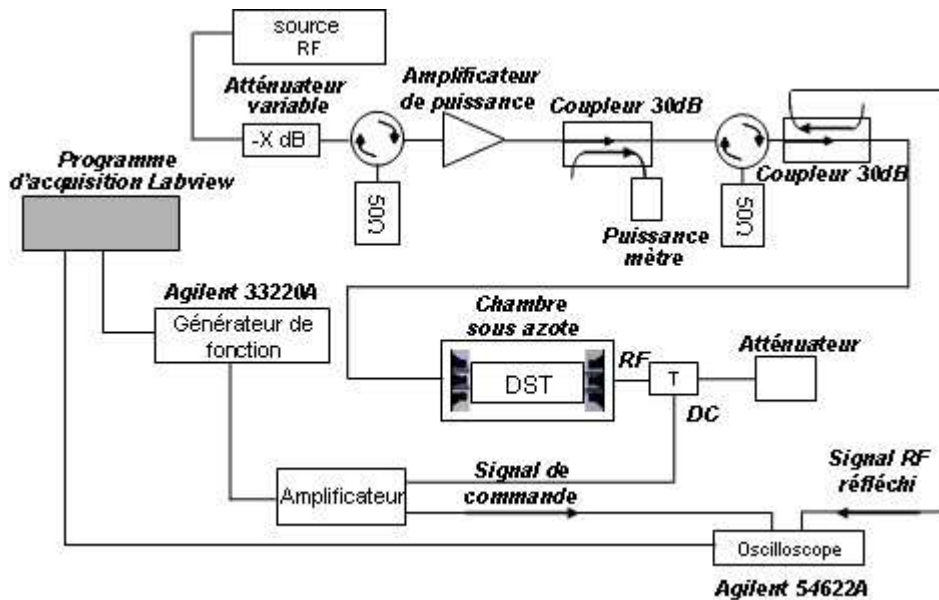 source
RF
Atténuateur
variable
-X dB
Amplificateur
de puissance
Coupleur 30dB
Coupleur 30dB
50Ω
50Ω
Puissance
mètre
Programme
d'acquisition Labview
Agilent 33220A
Générateur de
fonction
Chambre
sous azote
DST
RF
T
DC
Atténuateur
Amplificateur
Signal de
commande
Signal RF
réfléchi
Oscilloscope
Agilent 54622A